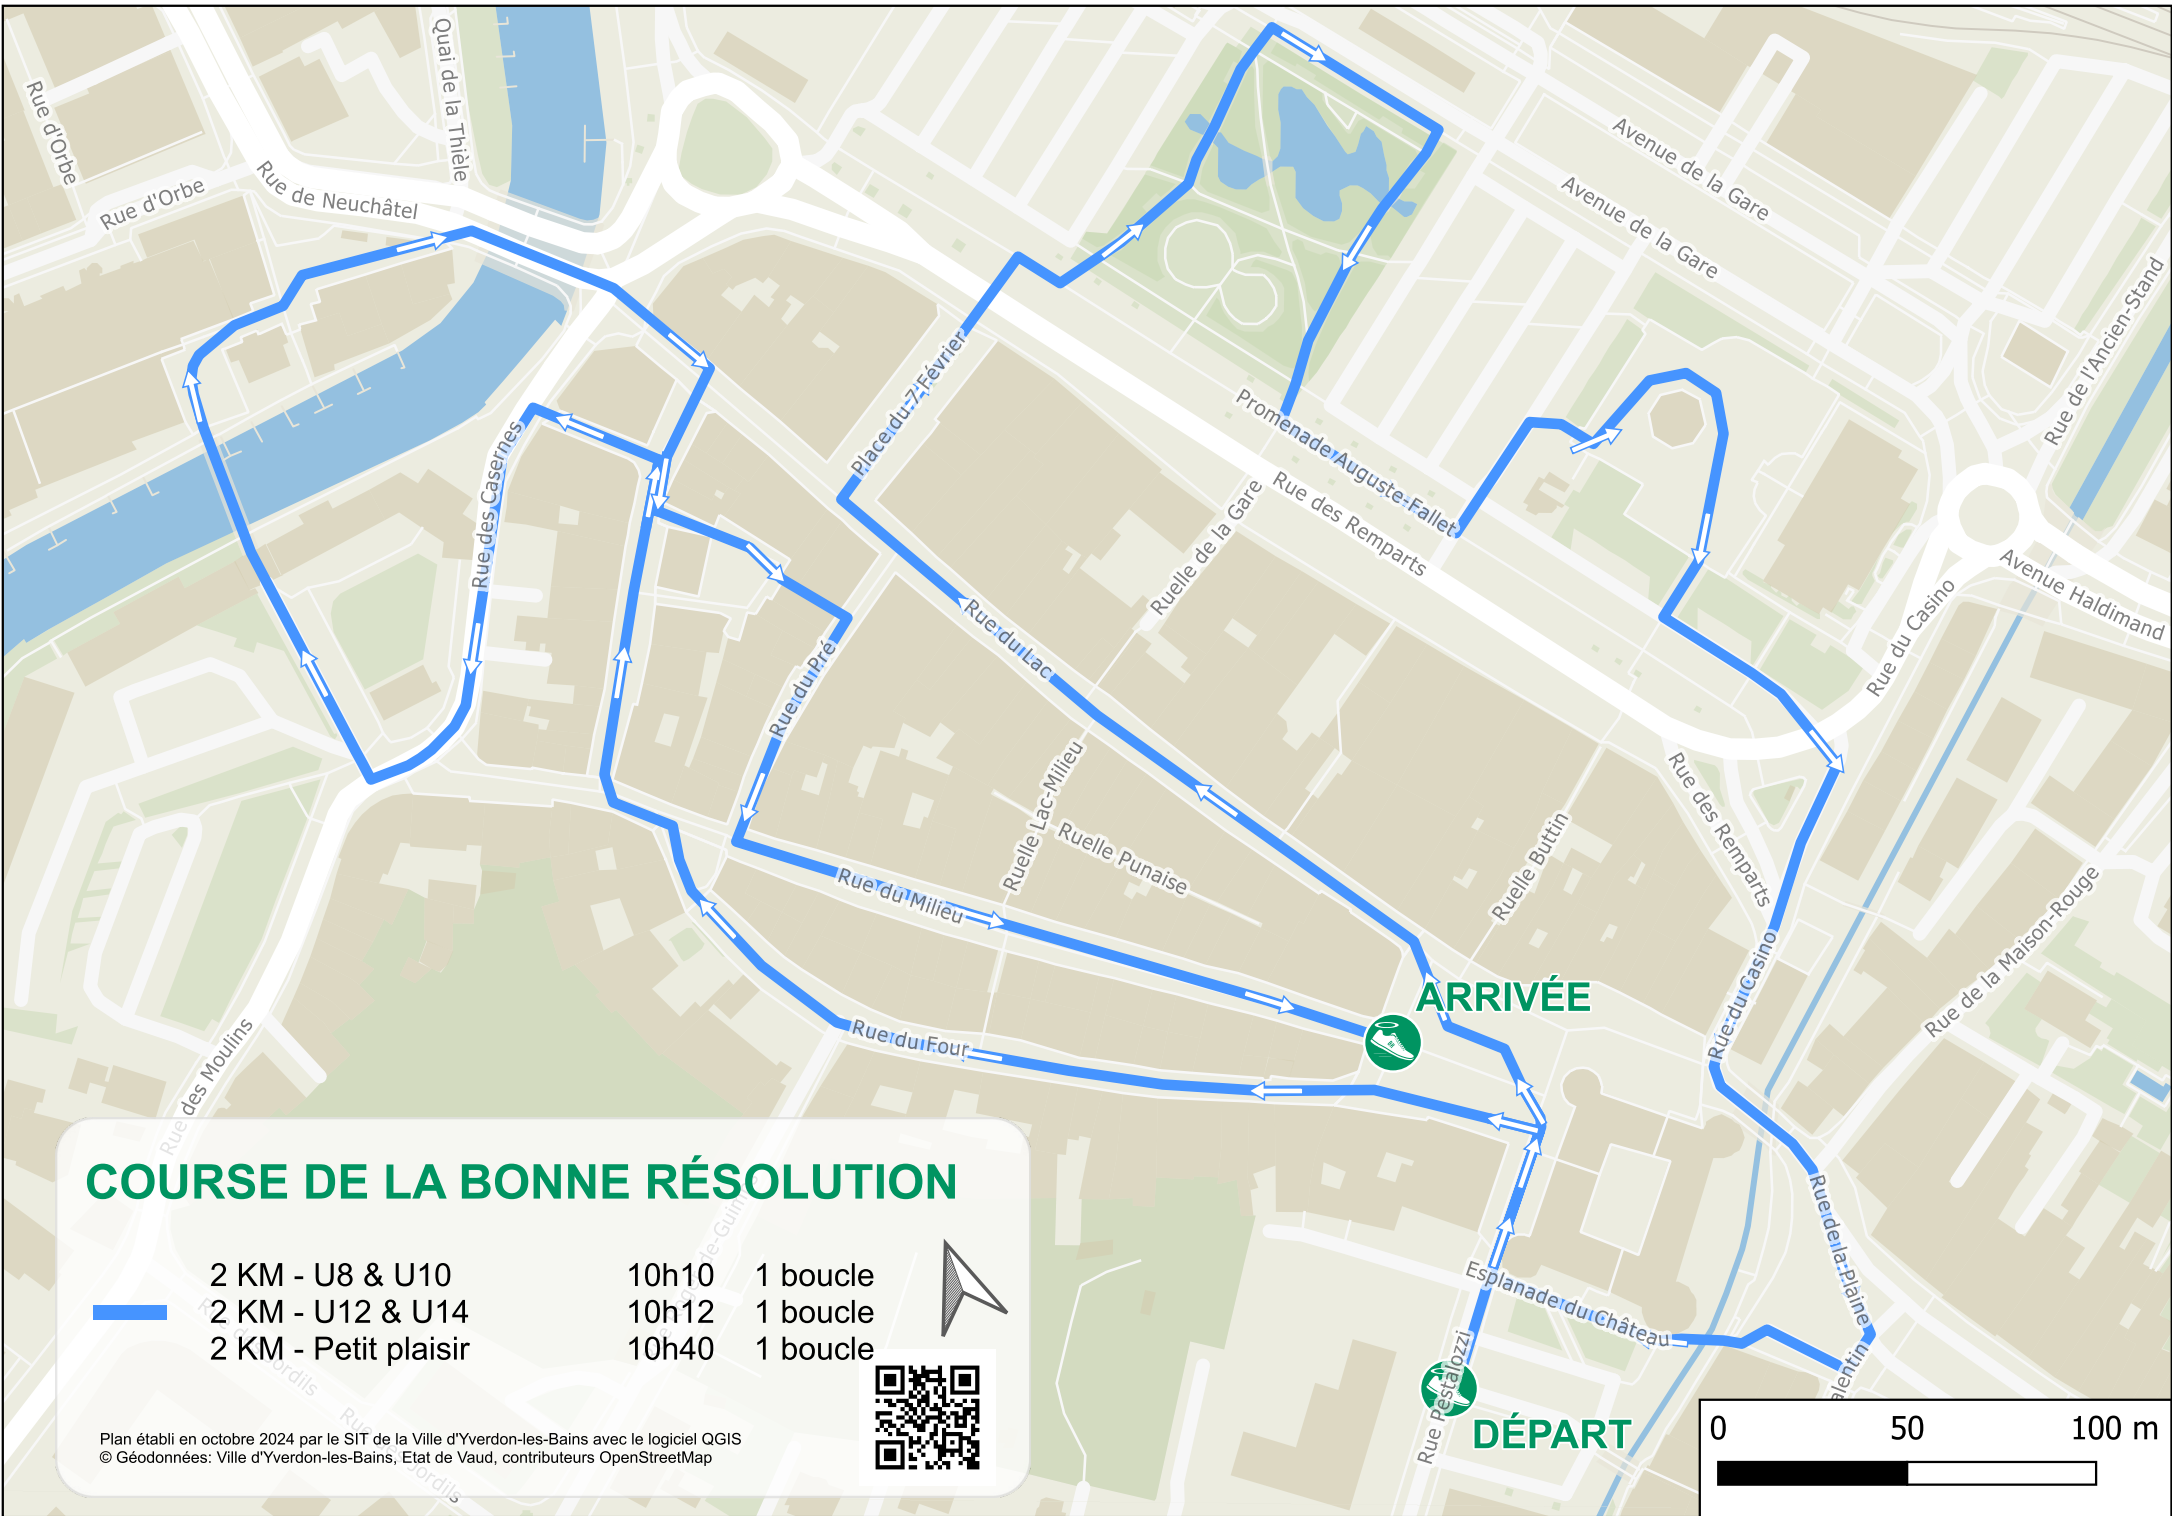 Quai de la Thièle
Rue d'Orbe
Rue d'Orbe
Rue de Neuchâtel
Avenue de la Gare
Avenue de la Gare
Rue de l'Ancien-Stand
Place du 7 Février
Promenade Auguste-Fallet
Rue des Casernes
Ruelle de la Gare
Rue des Remparts
Avenue Haldimand
Rue du Casino
Rue du Lac
Rue du Pré
Ruelle Lac-Milieu
Ruelle Punaise
Ruelle Buttin
Rue des Remparts
Rue du Milieu
Rue de la Maison-Rouge
Rue du Casino
ARRIVÉE
Rue du Four
Rue des Moulins
Rue de la Plaine
Esplanade du Château
Rue Pestalozzi
DÉPART
alentin
COURSE DE LA BONNE RÉSOLUTION
2 KM - U8 & U10 10h10 1 boucle
2 KM - U12 & U14 10h12 1 boucle
2 KM - Petit plaisir 10h40 1 boucle
Plan établi en octobre 2024 par le SIT de la Ville d'Yverdon-les-Bains avec le logiciel QGIS
© Géodonnées: Ville d'Yverdon-les-Bains, Etat de Vaud, contributeurs OpenStreetMap
0 50 100 m